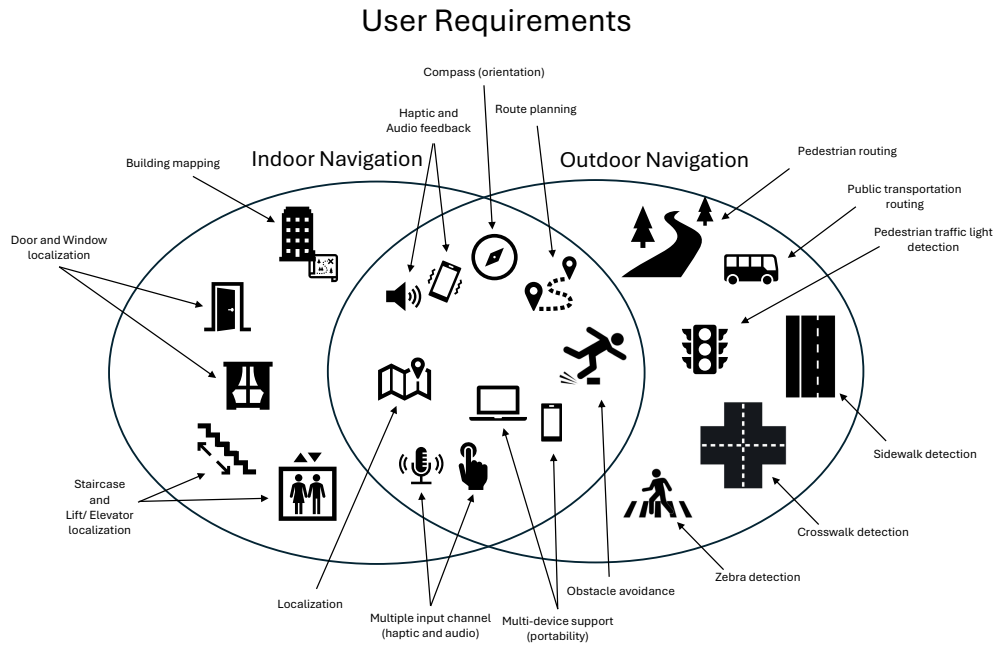 User Requirements
Compass (orientation)
Haptic and
Audio feedback
Route planning
Building mapping
Indoor Navigation
Outdoor Navigation
Pedestrian routing
Public transportation
routing
Pedestrian traffic light
detection
Door and Window
localization
Sidewalk detection
Staircase
and
Lift/ Elevator
localization
Crosswalk detection
Zebra detection
Obstacle avoidance
Localization
Multiple input channel
(haptic and audio)
Multi-device support
(portability)